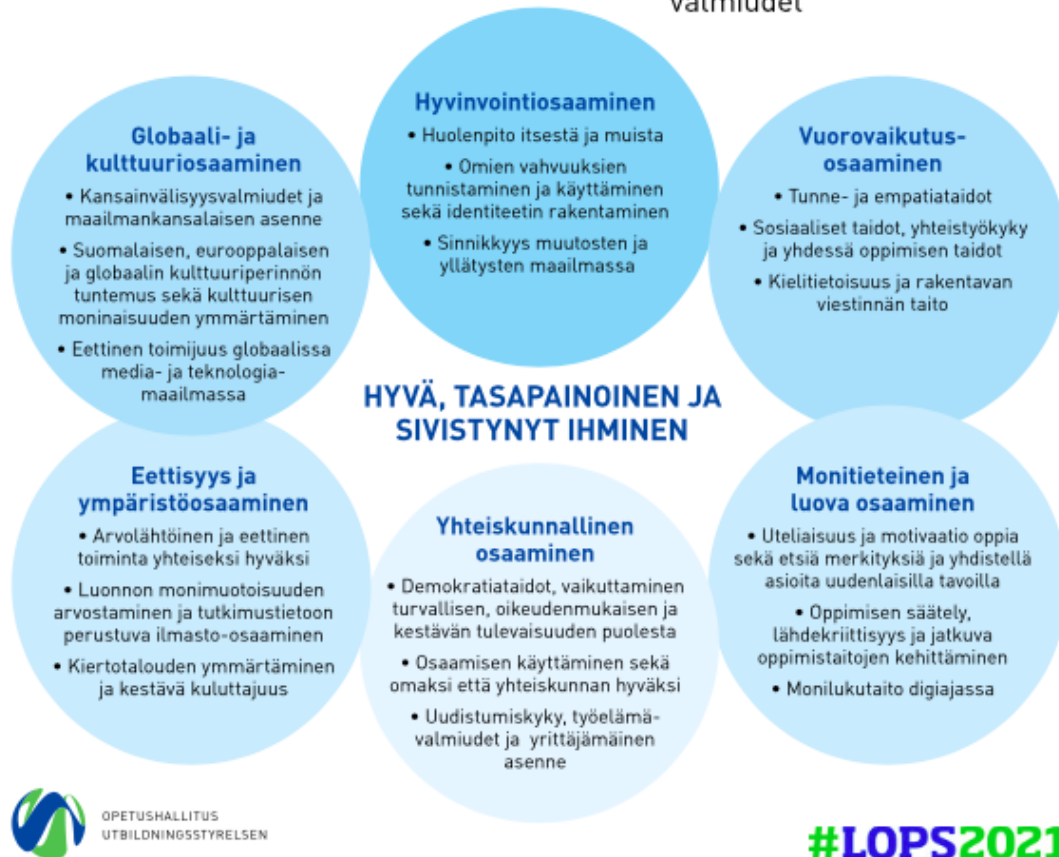 valmiudet
Hyvinvointiosaaminen
• Huolenpito itsestä ja muista
• Omien vahvuuksien
tunnistaminen ja käyttäminen
sekä identiteetin rakentaminen
• Sinnikkyys muutosten ja
yllätysten maailmassa
Globaali- ja
kulttuuriosaaminen
• Kansainvälisyysvalmiudet ja
maailmankansalaisen asenne
• Suomalaisen, eurooppalaisen
ja globaalin kulttuuriperinnön
tuntemus sekä kulttuurisen
moninaisuuden ymmärtäminen
• Eettinen toimijuus globaalissa
media- ja teknologia-
maailmassa
Vuorovaikutus-
osaaminen
• Tunne- ja empatiataidot
• Sosiaaliset taidot, yhteistyökyky
ja yhdessä oppimisen taidot
• Kielitietoisuus ja rakentavan
viestinnän taito
HYVÄ, TASAPAINOINEN JA
SIVISTYNYT IHMINEN
Eettisyys ja
ympäristöosaaminen
• Arvolähtöinen ja eettinen
toiminta yhteiseksi hyväksi
• Luonnon monimuotoisuuden
arvostaminen ja tutkimustietoon
perustuva ilmasto-osaaminen
• Kiertotalouden ymmärtäminen
ja kestävä kuluttajuus
Yhteiskunnallinen
osaaminen
• Demokratiataidot, vaikuttaminen
turvallisen, oikeudenmukaisen ja
kestävän tulevaisuuden puolesta
• Osaamisen käyttäminen sekä
omaksi että yhteiskunnan hyväksi
• Uudistumiskyky, työelämä-
valmiudet ja yrittäjämäinen
asenne
Monitieteinen ja
luova osaaminen
• Uteliaisuus ja motivaatio oppia
sekä etsiä merkityksiä ja yhdistellä
asioita uudenlaisilla tavoilla
• Oppimisen säätely,
lähdekriittisyys ja jatkuva
oppimistaitojen kehittäminen
• Monilukutaito digiajassa
OPETUSHALLITUS
UTBILDNINGSSTYRELSEN
#LOPS2021